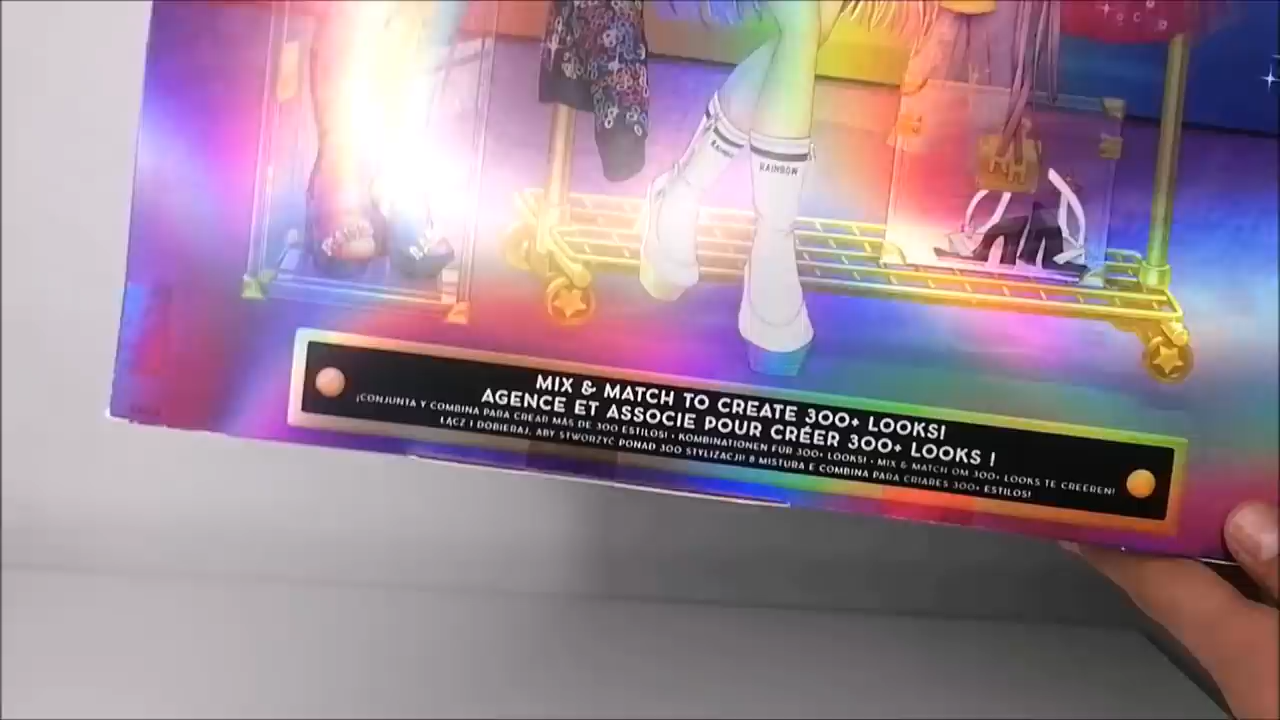 RAINBOW
RAINBOW
MIX & MATCH TO CREATE 300+ LOOKS!
AGENCE ET ASSOCIE POUR CRÉER 300+ LOOKS !
¡CONJUNTA Y COMBINA PARA CREAR MÁS DE 300 ESTILOS! • KOMBINATIONEN FÜR 300+ LOOKS! • MIX & MATCH OM 300+ LOOKS TE CREËREN!
ŁĄCZ I DOBIERAJ, ABY STWORZYĆ PONAD 300 STYLIZACJI! 8 MISTURA E COMBINA PARA CRIARES 300+ ESTILOS!